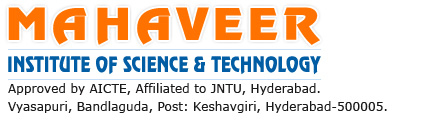 MAHAVEER
INSTITUTE OF SCIENCE & TECHNOLOGY
Approved by AICTE, Affiliated to JNTU, Hyderabad.
Vyasapuri, Bandlaguda, Post: Keshavgiri, Hyderabad-500005.